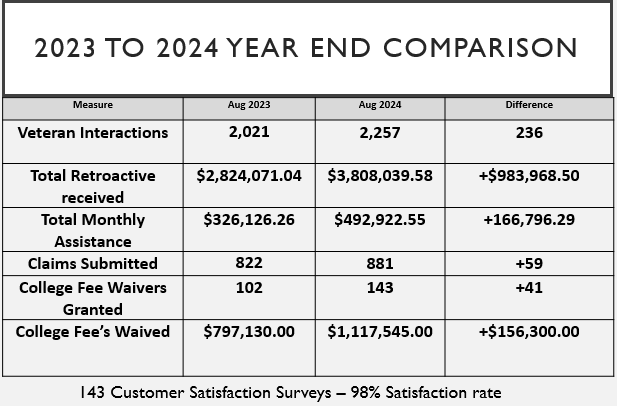 2023 TO 2024 YEAR END COMPARISON
Measure Aug 2023 Aug 2024 Difference
Veteran Interactions 2,021 2,257 236
Total Retroactive received $2,824,071.04 $3,808,039.58 +$983,968.50
Total Monthly Assistance $326,126.26 $492,922.55 +166,796.29
Claims Submitted 822 881 +59
College Fee Waivers Granted 102 143 +41
College Fee’s Waived $797,130.00 $1,117,545.00 +$156,300.00
143 Customer Satisfaction Surveys – 98% Satisfaction rate